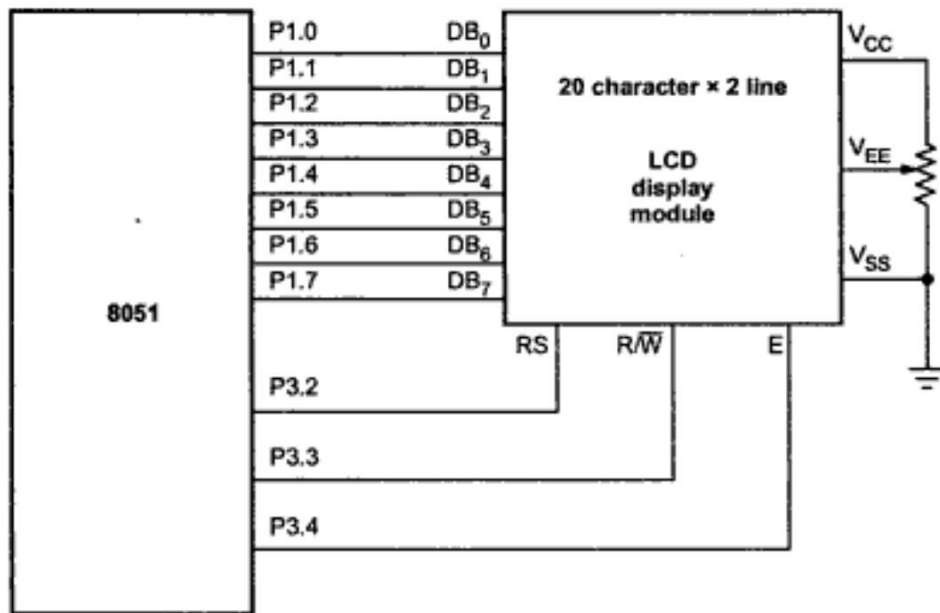 P1.0 DB0 VCC
P1.1 DB1
P1.2 DB2 20 character × 2 line
P1.3 DB3 VEE
P1.4 DB4 LCD
P1.5 DB5 display
P1.6 DB6 module
P1.7 DB7 VSS
8051
RS R/W̅ E
P3.2
P3.3
P3.4